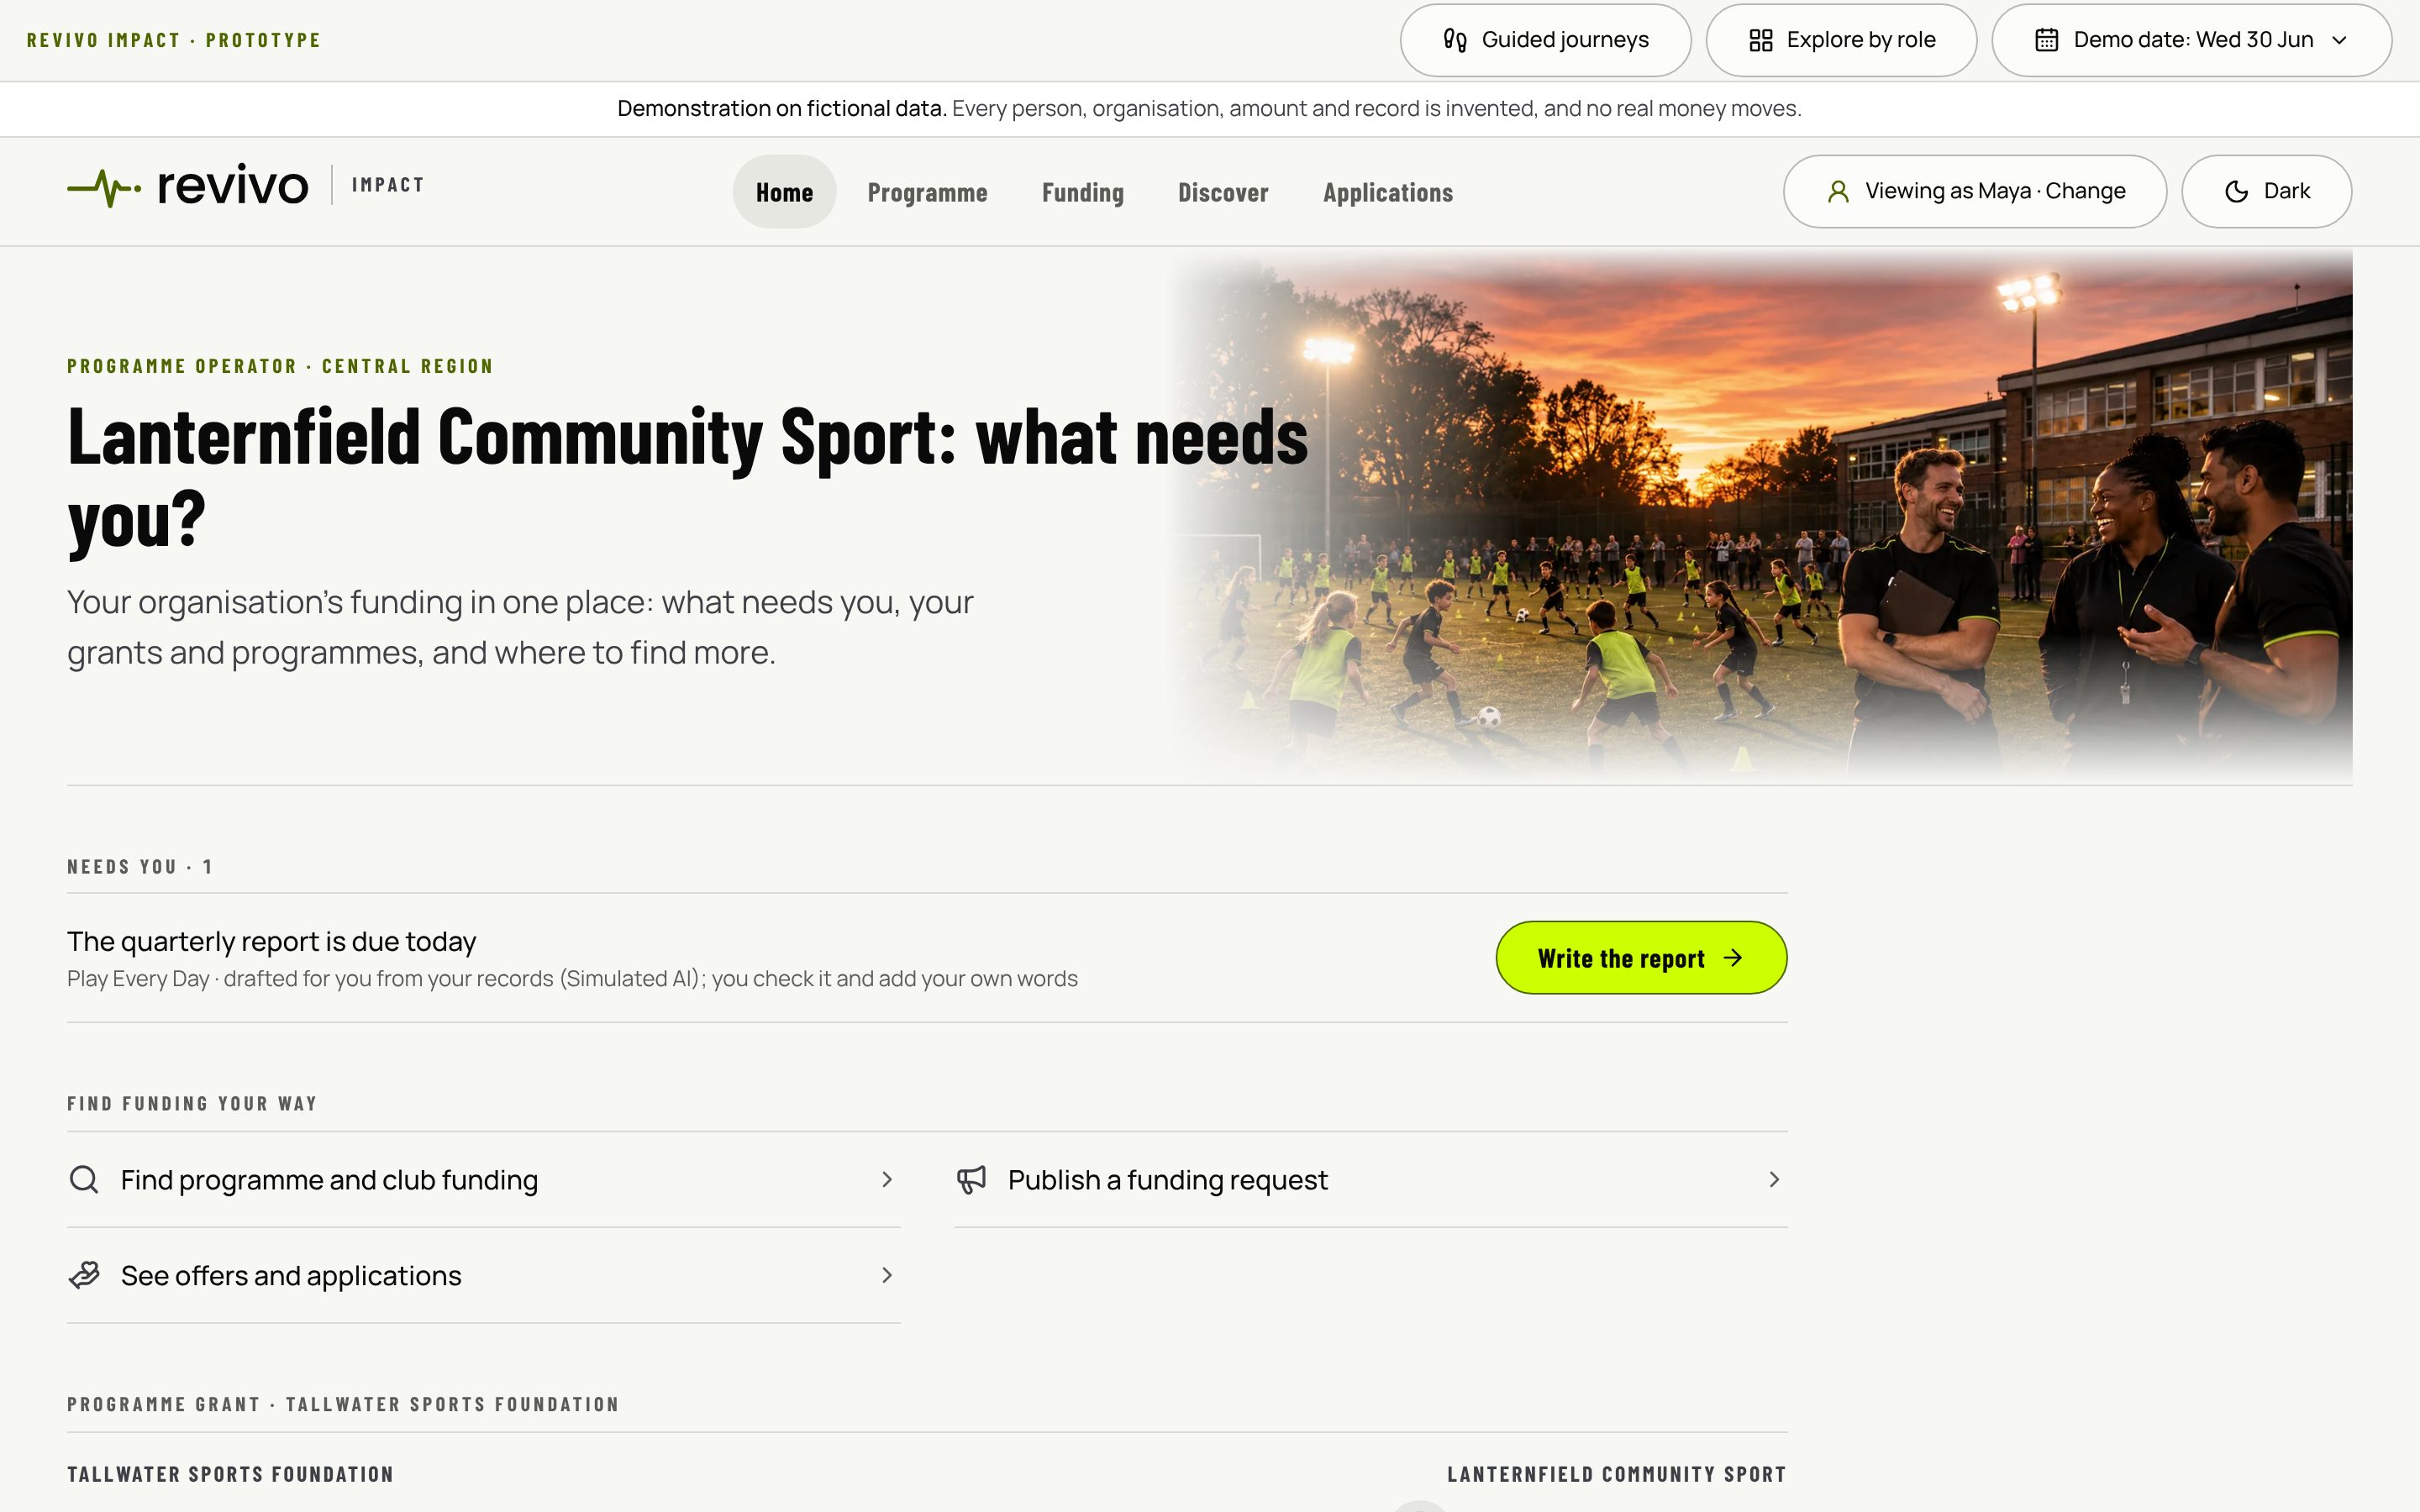 REVIVO IMPACT · PROTOTYPE
Guided journeys
Explore by role
Demo date: Wed 30 Jun
Demonstration on fictional data. Every person, organisation, amount and record is invented, and no real money moves.
revivo
IMPACT
Home
Programme
Funding
Discover
Applications
Viewing as Maya · Change
Dark
PROGRAMME OPERATOR · CENTRAL REGION
Lanternfield Community Sport: what needs
you?
Your organisation’s funding in one place: what needs you, your
grants and programmes, and where to find more.
NEEDS YOU · 1
The quarterly report is due today
Play Every Day · drafted for you from your records (Simulated AI); you check it and add your own words
Write the report
FIND FUNDING YOUR WAY
Find programme and club funding
Publish a funding request
See offers and applications
PROGRAMME GRANT · TALLWATER SPORTS FOUNDATION
TALLWATER SPORTS FOUNDATION
LANTERNFIELD COMMUNITY SPORT